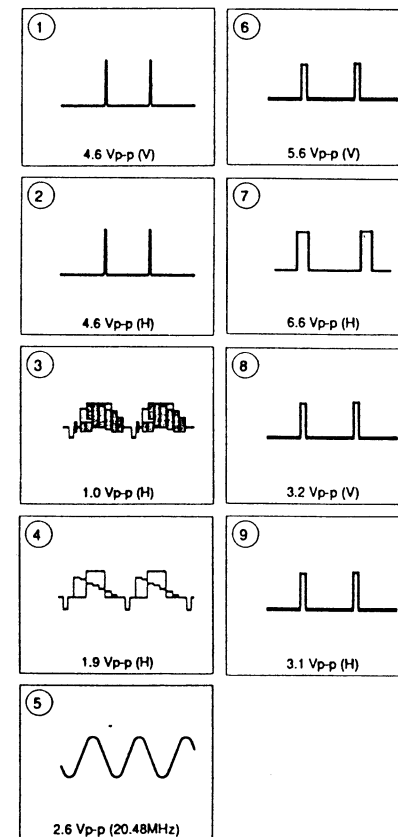 1
4.6 Vp-p (V)
2
4.6 Vp-p (H)
3
1.0 Vp-p (H)
4
1.9 Vp-p (H)
5
2.6 Vp-p (20.48MHz)
6
5.6 Vp-p (V)
7
6.6 Vp-p (H)
8
3.2 Vp-p (V)
9
3.1 Vp-p (H)